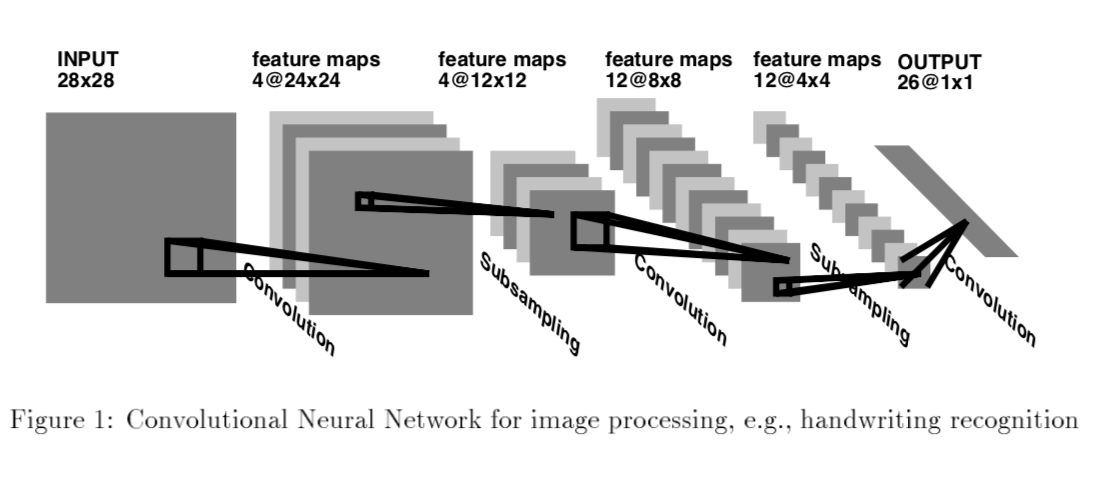 INPUT
28x28
feature maps
4@24x24
feature maps
4@12x12
feature maps
12@8x8
feature maps
12@4x4
OUTPUT
26@1x1
Convolution
Subsampling
Convolution
Subsampling
Convolution
Figure 1: Convolutional Neural Network for image processing, e.g., handwriting recognition